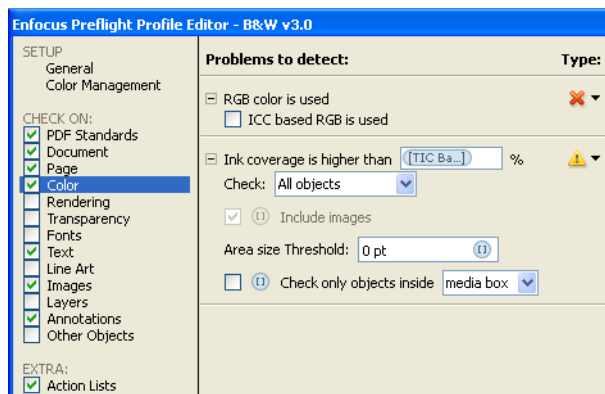 Enfocus Preflight Profile Editor - B&W v3.0
SETUP
General
Color Management
CHECK ON:
PDF Standards
Document
Page
Color
Rendering
Transparency
Fonts
Text
Line Art
Images
Layers
Annotations
Other Objects
EXTRA:
Action Lists
Problems to detect: Type:
RGB color is used
ICC based RGB is used
Ink coverage is higher than [TIC Ba...] %
Check: All objects
Include images
Area size Threshold: 0 pt
Check only objects inside media box